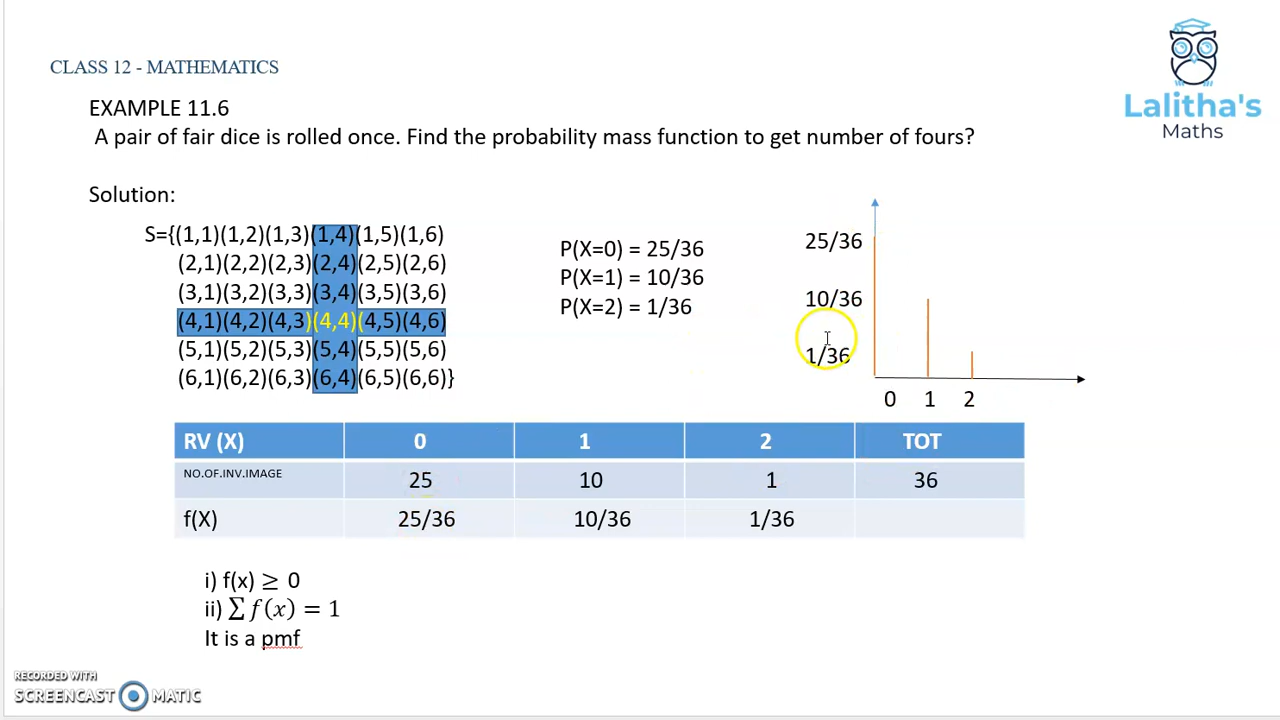 CLASS 12 - MATHEMATICS
Lalitha's
Maths
EXAMPLE 11.6
A pair of fair dice is rolled once. Find the probability mass function to get number of fours?
Solution:
S={(1,1)(1,2)(1,3)(1,4)(1,5)(1,6)
(2,1)(2,2)(2,3)(2,4)(2,5)(2,6)
(3,1)(3,2)(3,3)(3,4)(3,5)(3,6)
(4,1)(4,2)(4,3)(4,4)(4,5)(4,6)
(5,1)(5,2)(5,3)(5,4)(5,5)(5,6)
(6,1)(6,2)(6,3)(6,4)(6,5)(6,6)}
P(X=0) = 25/36
P(X=1) = 10/36
P(X=2) = 1/36
25/36
10/36
1/36
0 1 2
RV (X) 0 1 2 TOT
NO.OF.INV.IMAGE 25 10 1 36
f(X) 25/36 10/36 1/36
i) f(x) ≥ 0
ii) ∑ f(x) = 1
It is a pmf
RECORDED WITH
SCREENCAST MATIC